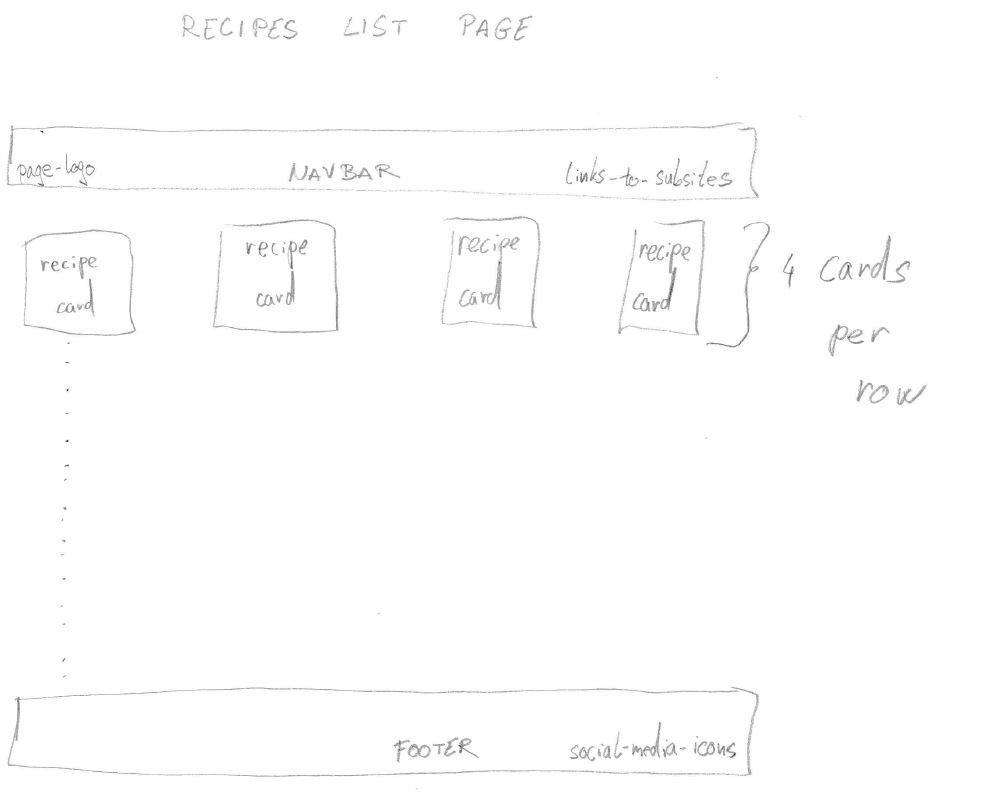 RECIPES LIST PAGE
page-logo NAVBAR links-to-subsites
recipe recipe recipe recipe
card card card card
4 cards
per
row
FOOTER social-media-icons